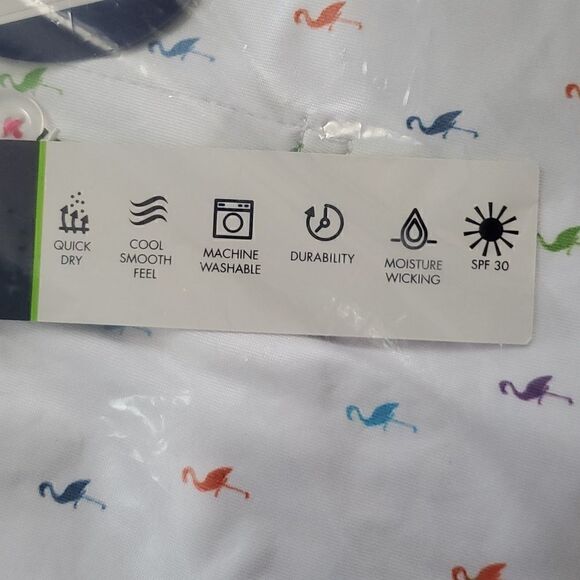 QUICK
DRY
COOL
SMOOTH
FEEL
MACHINE
WASHABLE
DURABILITY
MOISTURE
WICKING
SPF 30